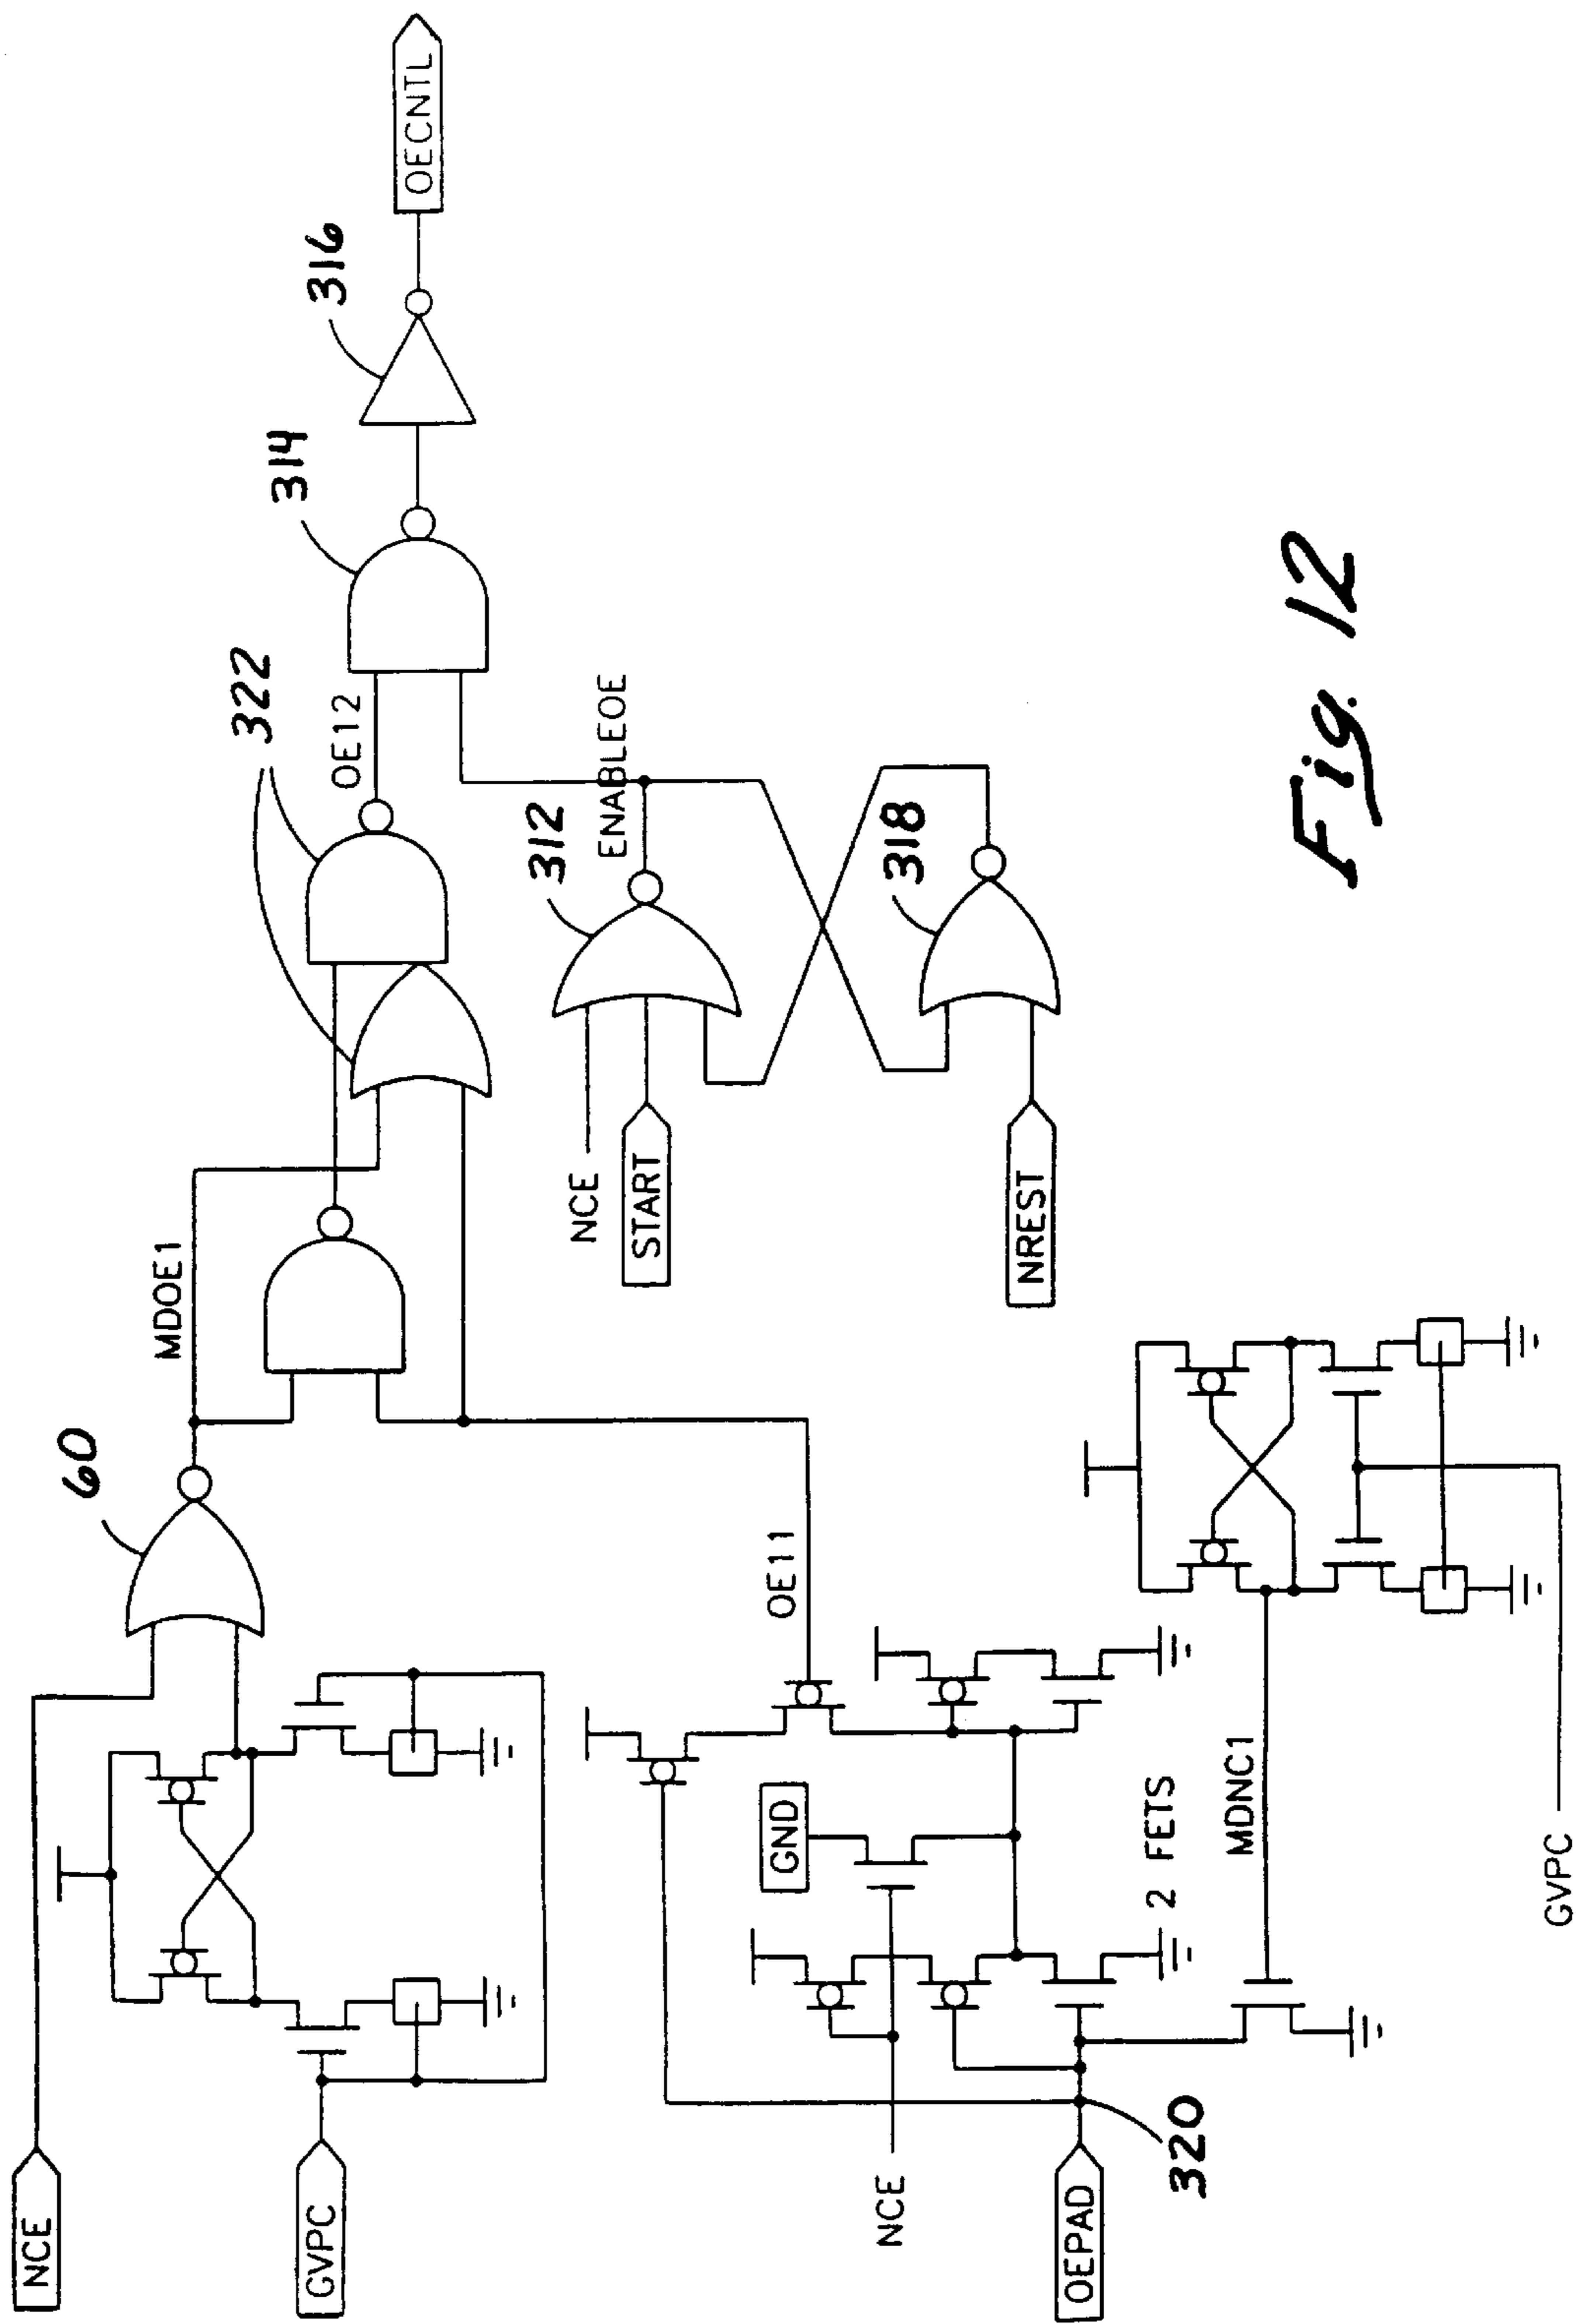 NCE
60
MDOE1
322
314
316
OE12
OECNTL
GVPC
312
ENABLEOE
NCE
START
OE11
318
NREST
GND
NCE
2 FETS
OEPAD
320
MDNC1
GVPC
Fig. 12